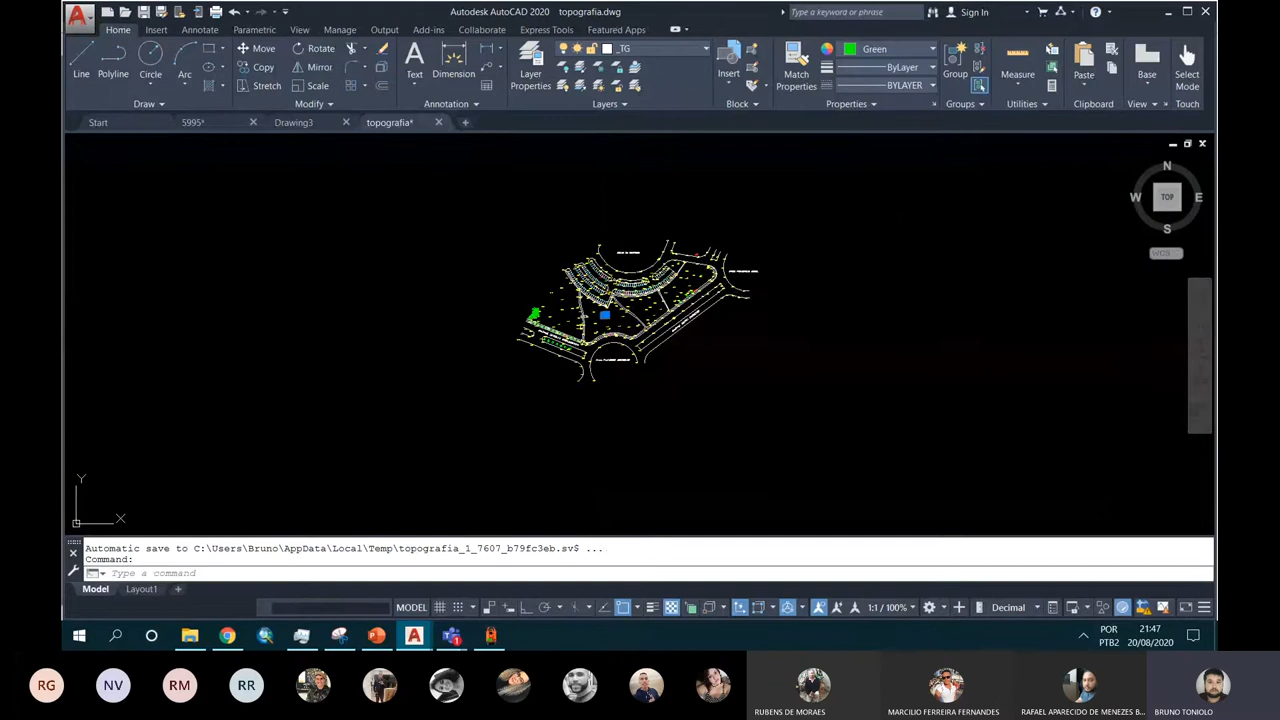 Autodesk AutoCAD 2020 topografia.dwg
Type a keyword or phrase
Sign In
Home Insert Annotate Parametric View Manage Output Add-ins Collaborate Express Tools Featured Apps
Line Polyline Circle Arc
Move Rotate
Copy Mirror
Stretch Scale
Text Dimension
Layer Properties
_TG
Insert
Match Properties
Green
ByLayer
BYLAYER
Group
Measure
Paste
Base
Select Mode
Draw Modify Annotation Layers Block Properties Groups Utilities Clipboard View Touch
Start 5995* Drawing3 topografia*
N
W TOP E
S
WCS
Y
X
Automatic save to C:\Users\Bruno\AppData\Local\Temp\topografia_1_7607_b79fc3eb.sv$ ...
Command:
Type a command
Model Layout1
MODEL 1:1 / 100% Decimal
POR 21:47
PTB2 20/08/2020
RG NV RM RR
RUBENS DE MORAES MARCILIO FERREIRA FERNANDES RAFAEL APARECIDO DE MENEZES B... BRUNO TONIOLO